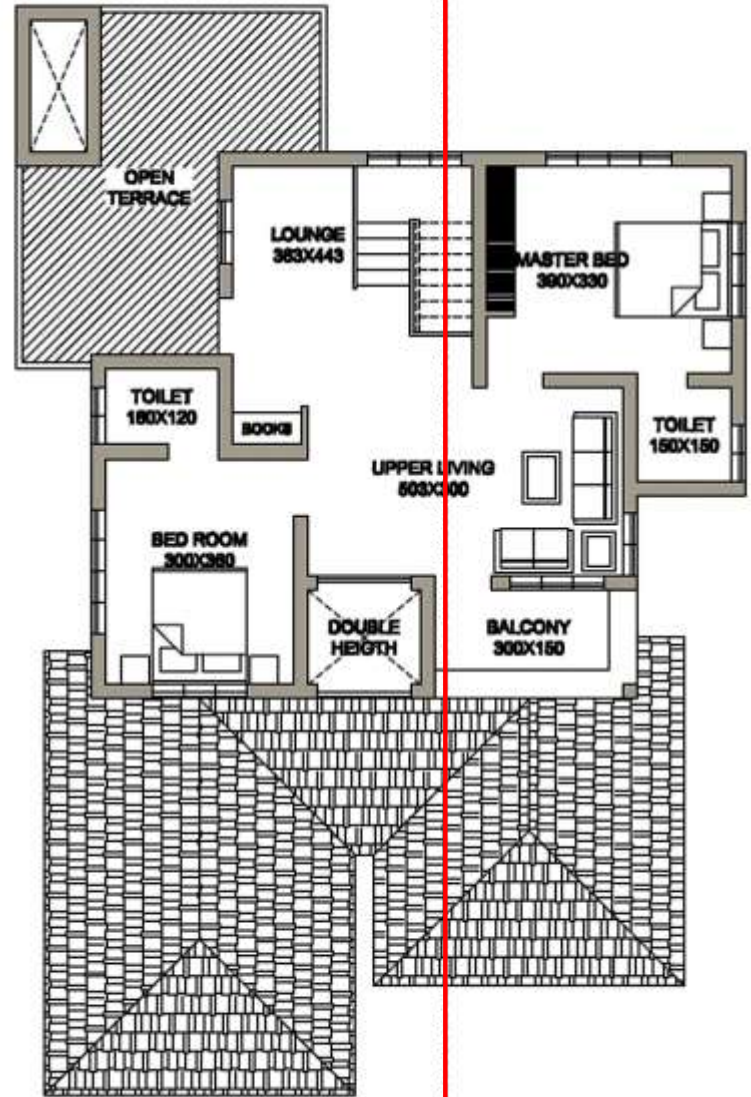 OPEN
TERRACE
LOUNGE
383X443
MASTER BED
390X330
TOILET
180X120
BOOKS
TOILET
150X150
UPPER LIVING
503X300
BED ROOM
300X360
DOUBLE
HEIGTH
BALCONY
300X150